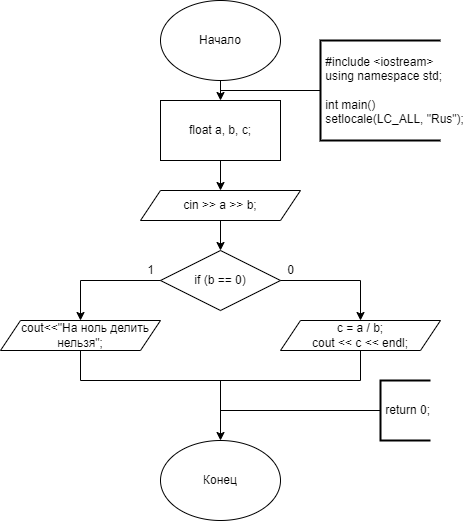 Начало
#include <iostream>
using namespace std;
int main()
setlocale(LC_ALL, "Rus");
float a, b, c;
cin >> a >> b;
if (b == 0)
1
0
cout<<"На ноль делить
нельзя";
c = a / b;
cout << c << endl;
return 0;
Конец